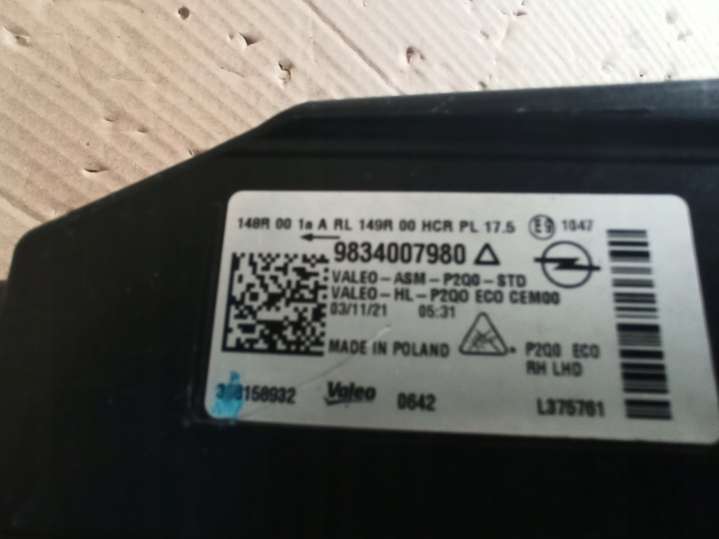 148R 00 1a A RL 149R 00 HCR PL 17.5 E9 1047
9834007980
VALEO-ASM-P2Q0-STD
VALEO-HL-P2Q0 ECO CEM00
03/11/21 05:31
MADE IN POLAND P2Q0 ECO
RH LHD
Valeo 0642 L375761